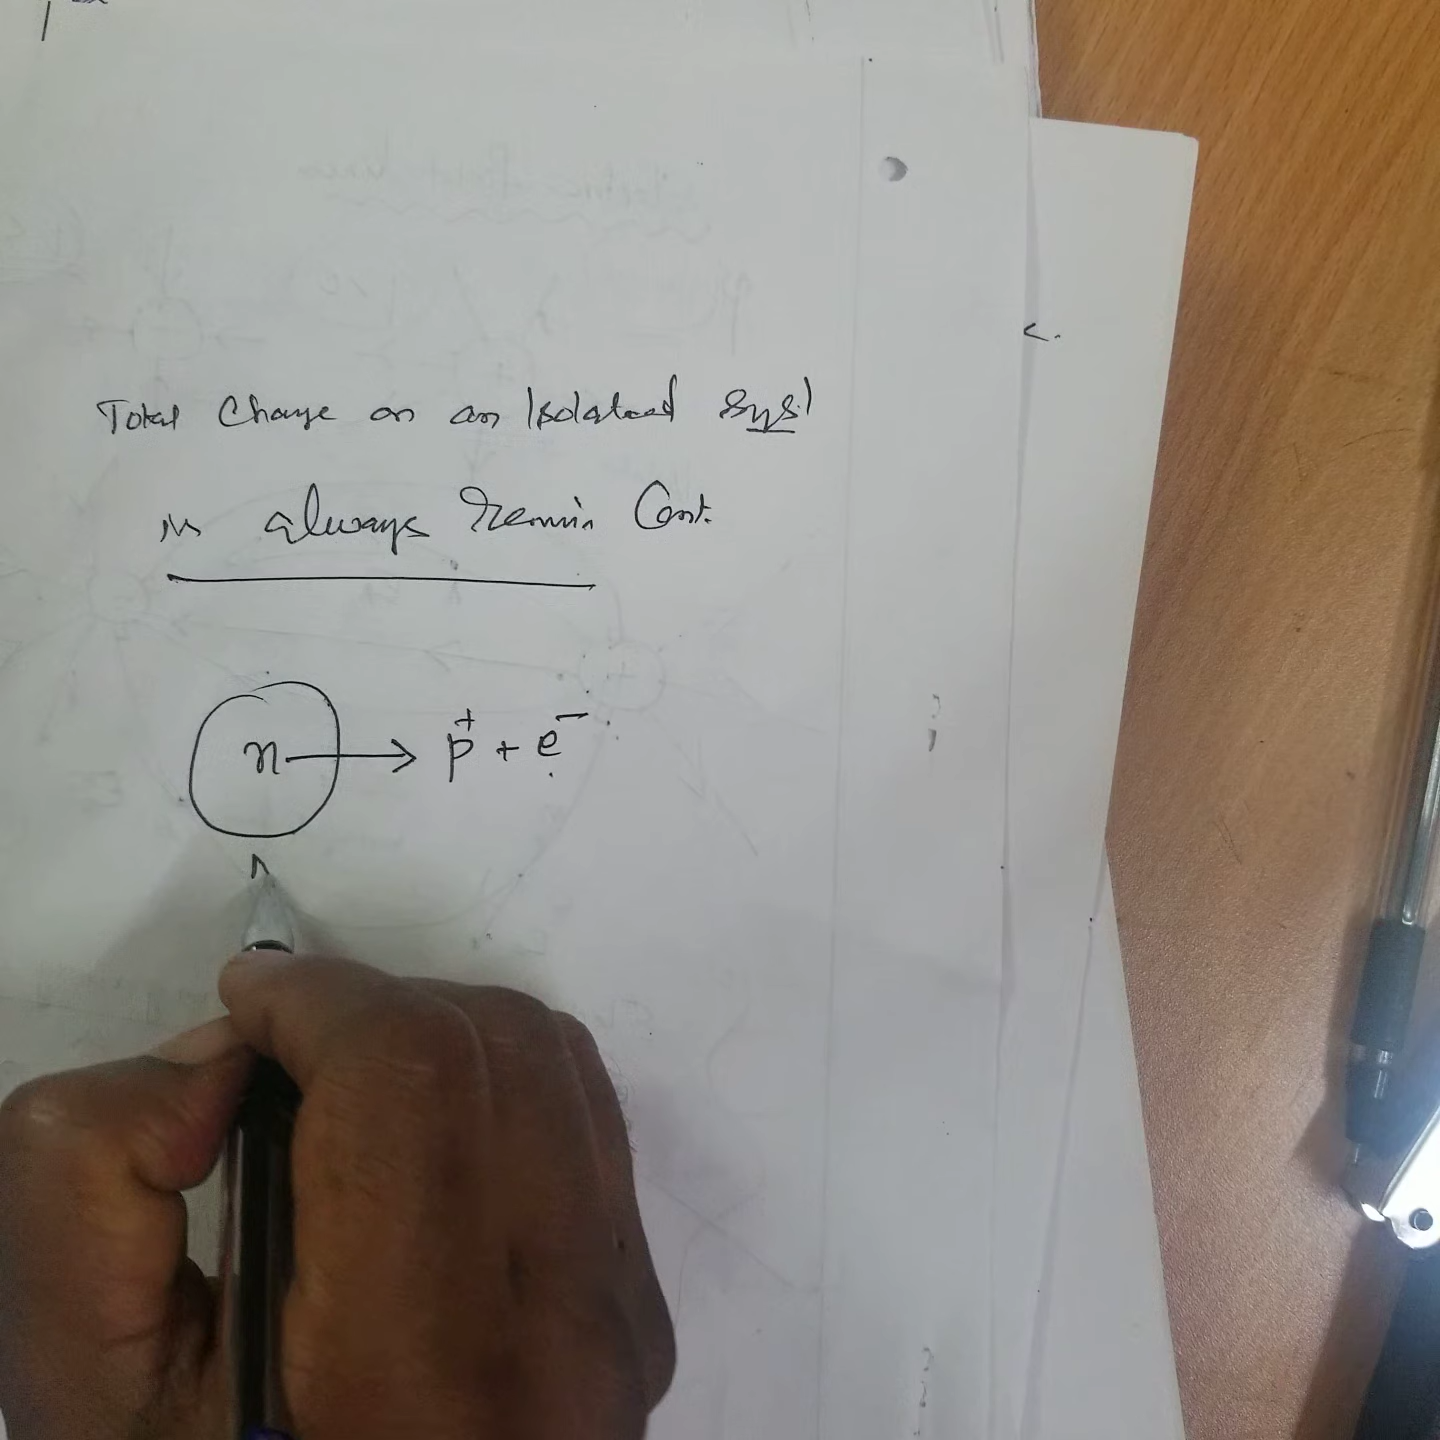 Total Charge on an Isolated sys!
is always remain Const.
n → p⁺ + e⁻
n